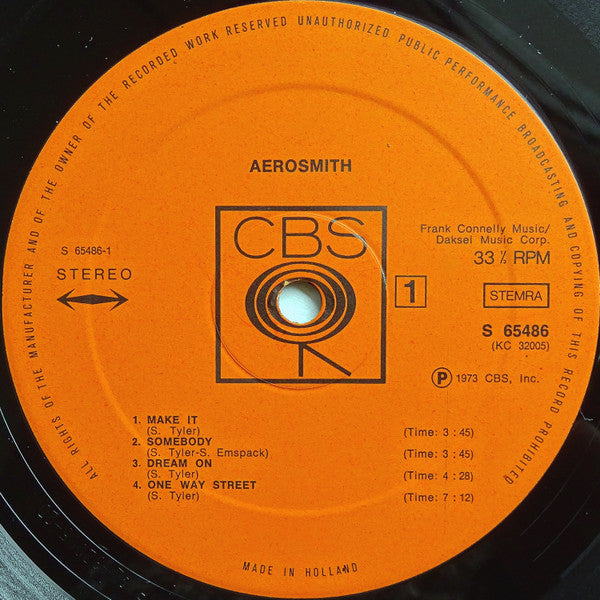 ALL RIGHTS OF THE MANUFACTURER AND OF THE OWNER OF THE RECORDED WORK RESERVED UNAUTHORIZED PUBLIC PERFORMANCE BROADCASTING AND COPYING OF THIS RECORD PROHIBITED
AEROSMITH
CBS
S 65486-1
STEREO
Frank Connelly Music/
Daksel Music Corp.
33 ⅓ RPM
1
STEMRA
S 65486
(KC 32005)
Ⓟ 1973 CBS, Inc.
1. MAKE IT
(S. Tyler) (Time: 3 : 45)
2. SOMEBODY
(S. Tyler-S. Emspack) (Time: 3 : 45)
3. DREAM ON
(S. Tyler) (Time: 4 : 28)
4. ONE WAY STREET
(S. Tyler) (Time: 7 : 12)
MADE IN HOLLAND